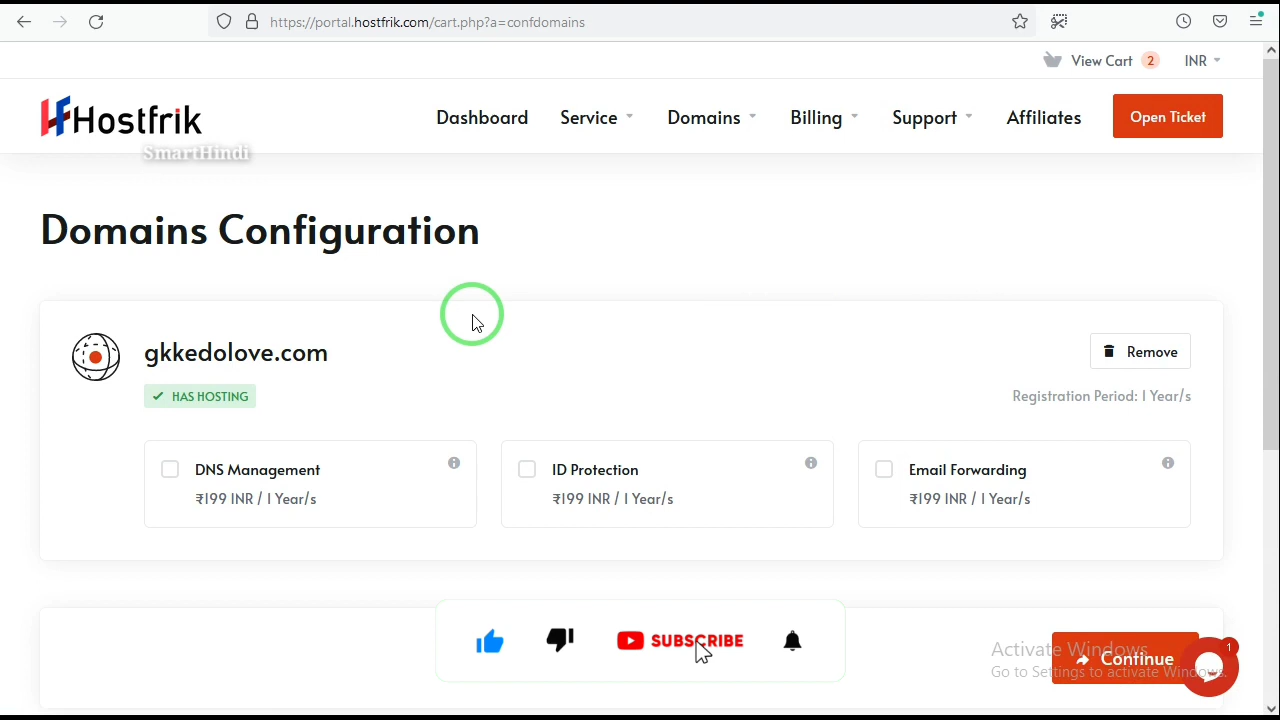 https://portal.hostfrik.com/cart.php?a=confdomains
View Cart 2 INR
Hostfrik
SmartHindi
Dashboard Service Domains Billing Support Affiliates Open Ticket
Domains Configuration
gkkedolove.com
Remove
HAS HOSTING
Registration Period: 1 Year/s
DNS Management
₹199 INR / 1 Year/s
ID Protection
₹199 INR / 1 Year/s
Email Forwarding
₹199 INR / 1 Year/s
SUBSCRIBE
Activate Windows
Go to Settings to activate Windows.
Continue
1